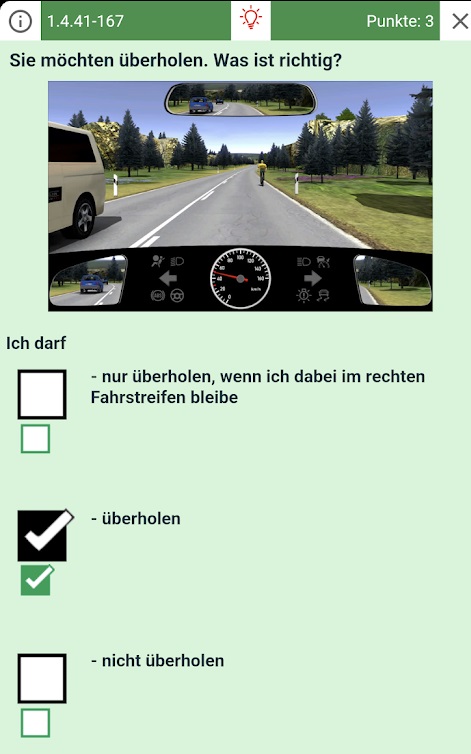 1.4.41-167 Punkte: 3
Sie möchten überholen. Was ist richtig?
Ich darf
- nur überholen, wenn ich dabei im rechten
Fahrstreifen bleibe
- überholen
- nicht überholen